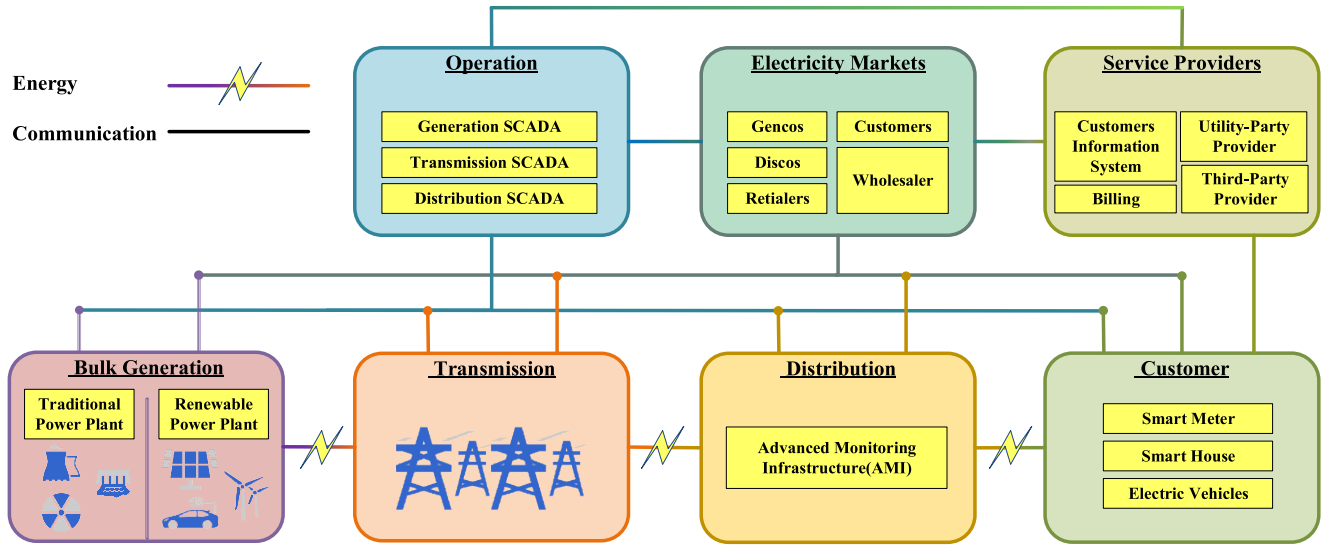 Energy
Communication
Operation
Generation SCADA
Transmission SCADA
Distribution SCADA
Electricity Markets
Gencos
Customers
Discos
Wholesaler
Retialers
Service Providers
Customers
Information
System
Billing
Utility-Party
Provider
Third-Party
Provider
Bulk Generation
Traditional
Power Plant
Renewable
Power Plant
Transmission
Distribution
Advanced Monitoring
Infrastructure(AMI)
Customer
Smart Meter
Smart House
Electric Vehicles